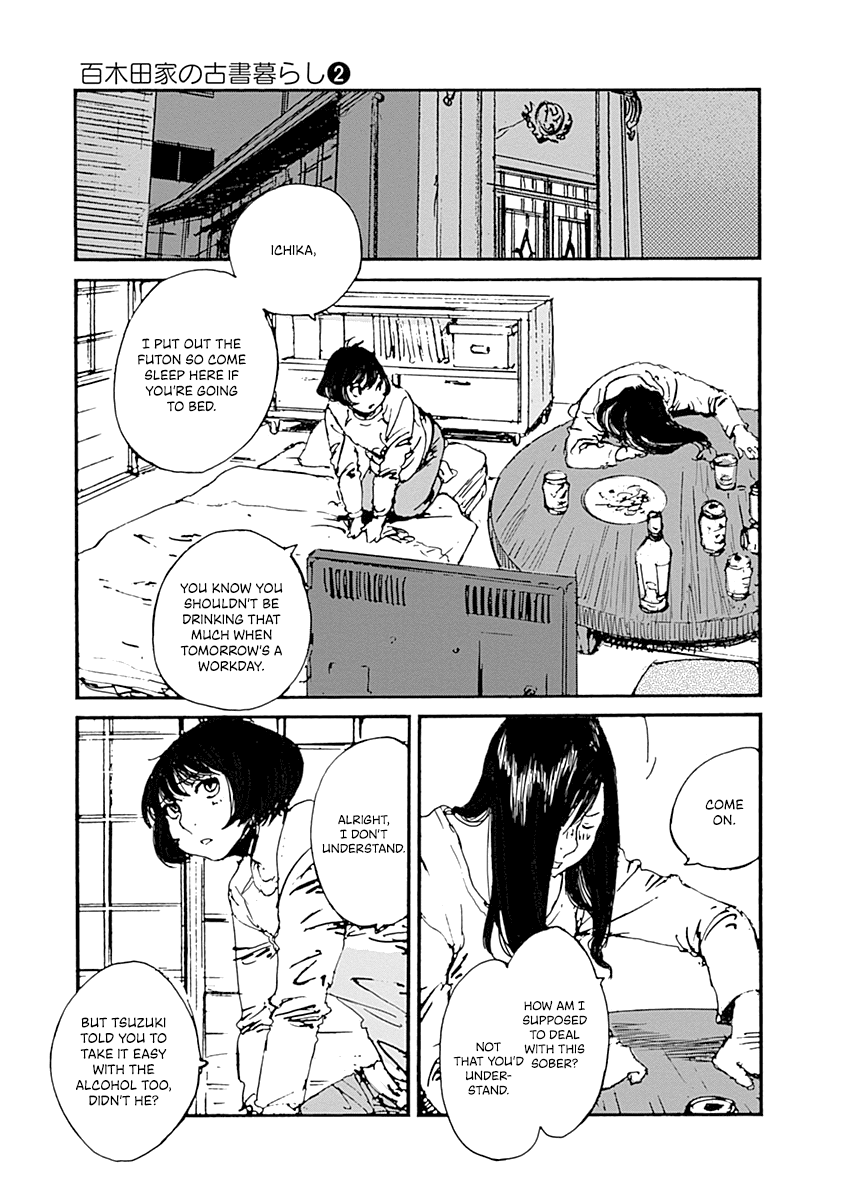 百木田家の古書暮らし❷
ICHIKA,
I PUT OUT THE
FUTON SO COME
SLEEP HERE IF
YOU'RE GOING
TO BED.
YOU KNOW YOU
SHOULDN'T BE
DRINKING THAT
MUCH WHEN
TOMORROW'S A
WORKDAY.
COME
ON.
HOW AM I
SUPPOSED
TO DEAL
WITH THIS
SOBER?
NOT
THAT YOU'D
UNDER-
STAND.
ALRIGHT,
I DON'T
UNDERSTAND.
BUT TSUZUKI
TOLD YOU TO
TAKE IT EASY
WITH THE
ALCOHOL TOO,
DIDN'T HE?